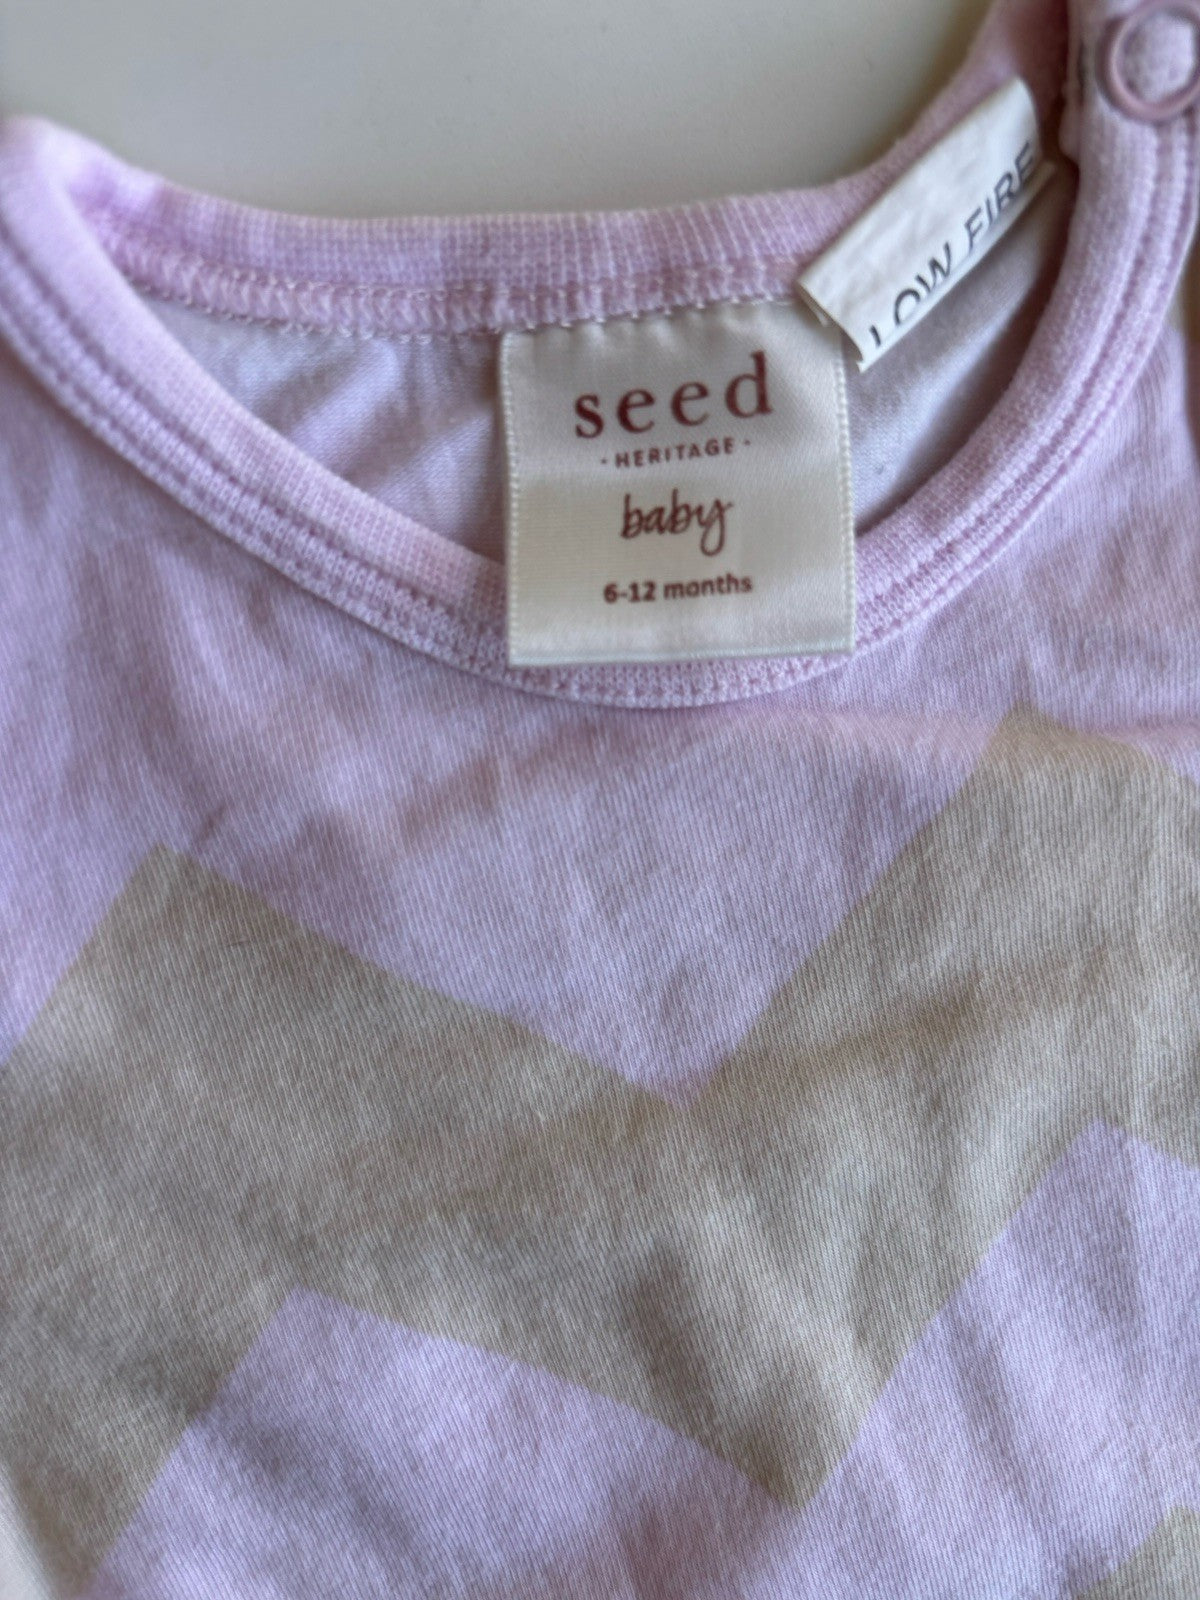 seed
· HERITAGE ·
baby
6-12 months
LOW FIRE